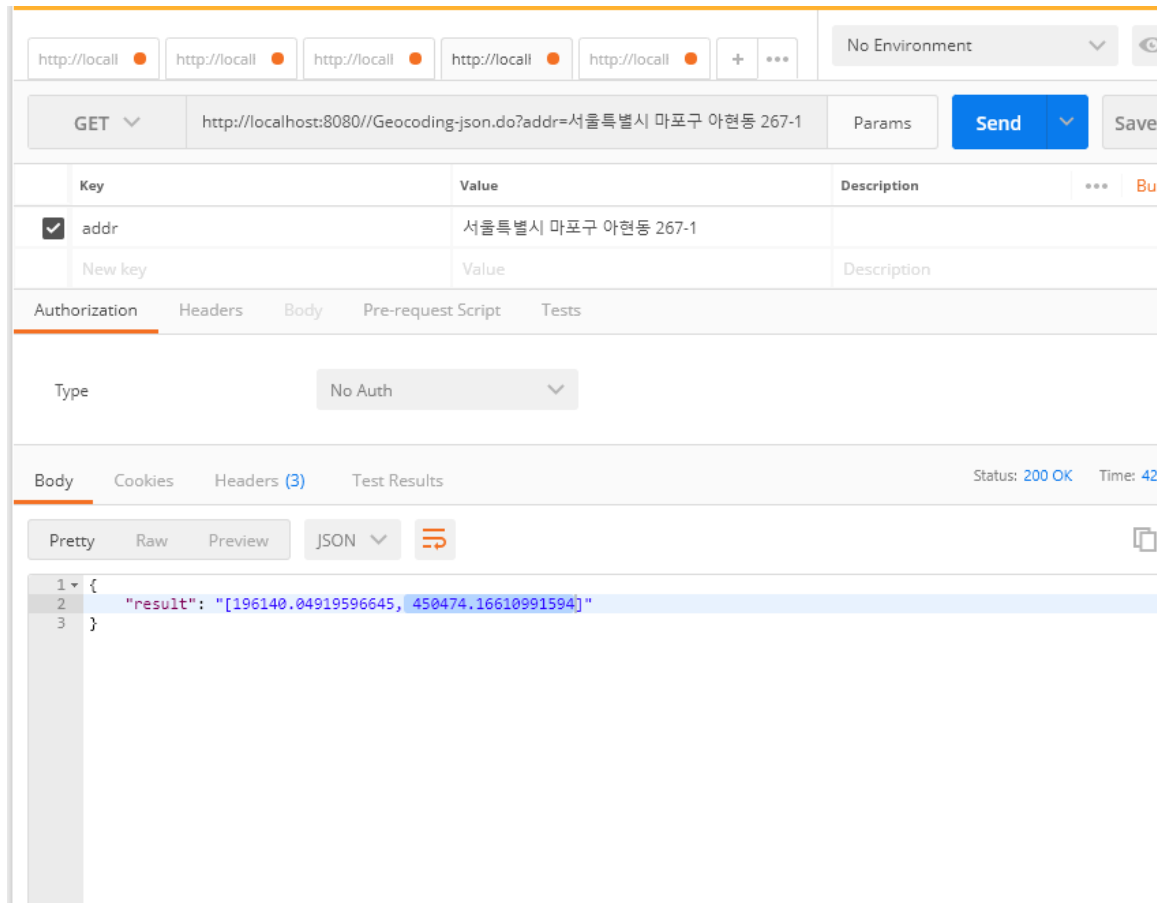 http://locall http://locall http://locall http://locall http://locall + ••• No Environment
GET http://localhost:8080//Geocoding-json.do?addr=서울특별시 마포구 아현동 267-1 Params Send Save
Key Value Description ••• Bu
addr 서울특별시 마포구 아현동 267-1
New key Value Description
Authorization Headers Body Pre-request Script Tests
Type No Auth
Body Cookies Headers (3) Test Results Status: 200 OK Time: 42
Pretty Raw Preview JSON
1 {
2 "result": "[196140.04919596645, 450474.16610991594]"
3 }